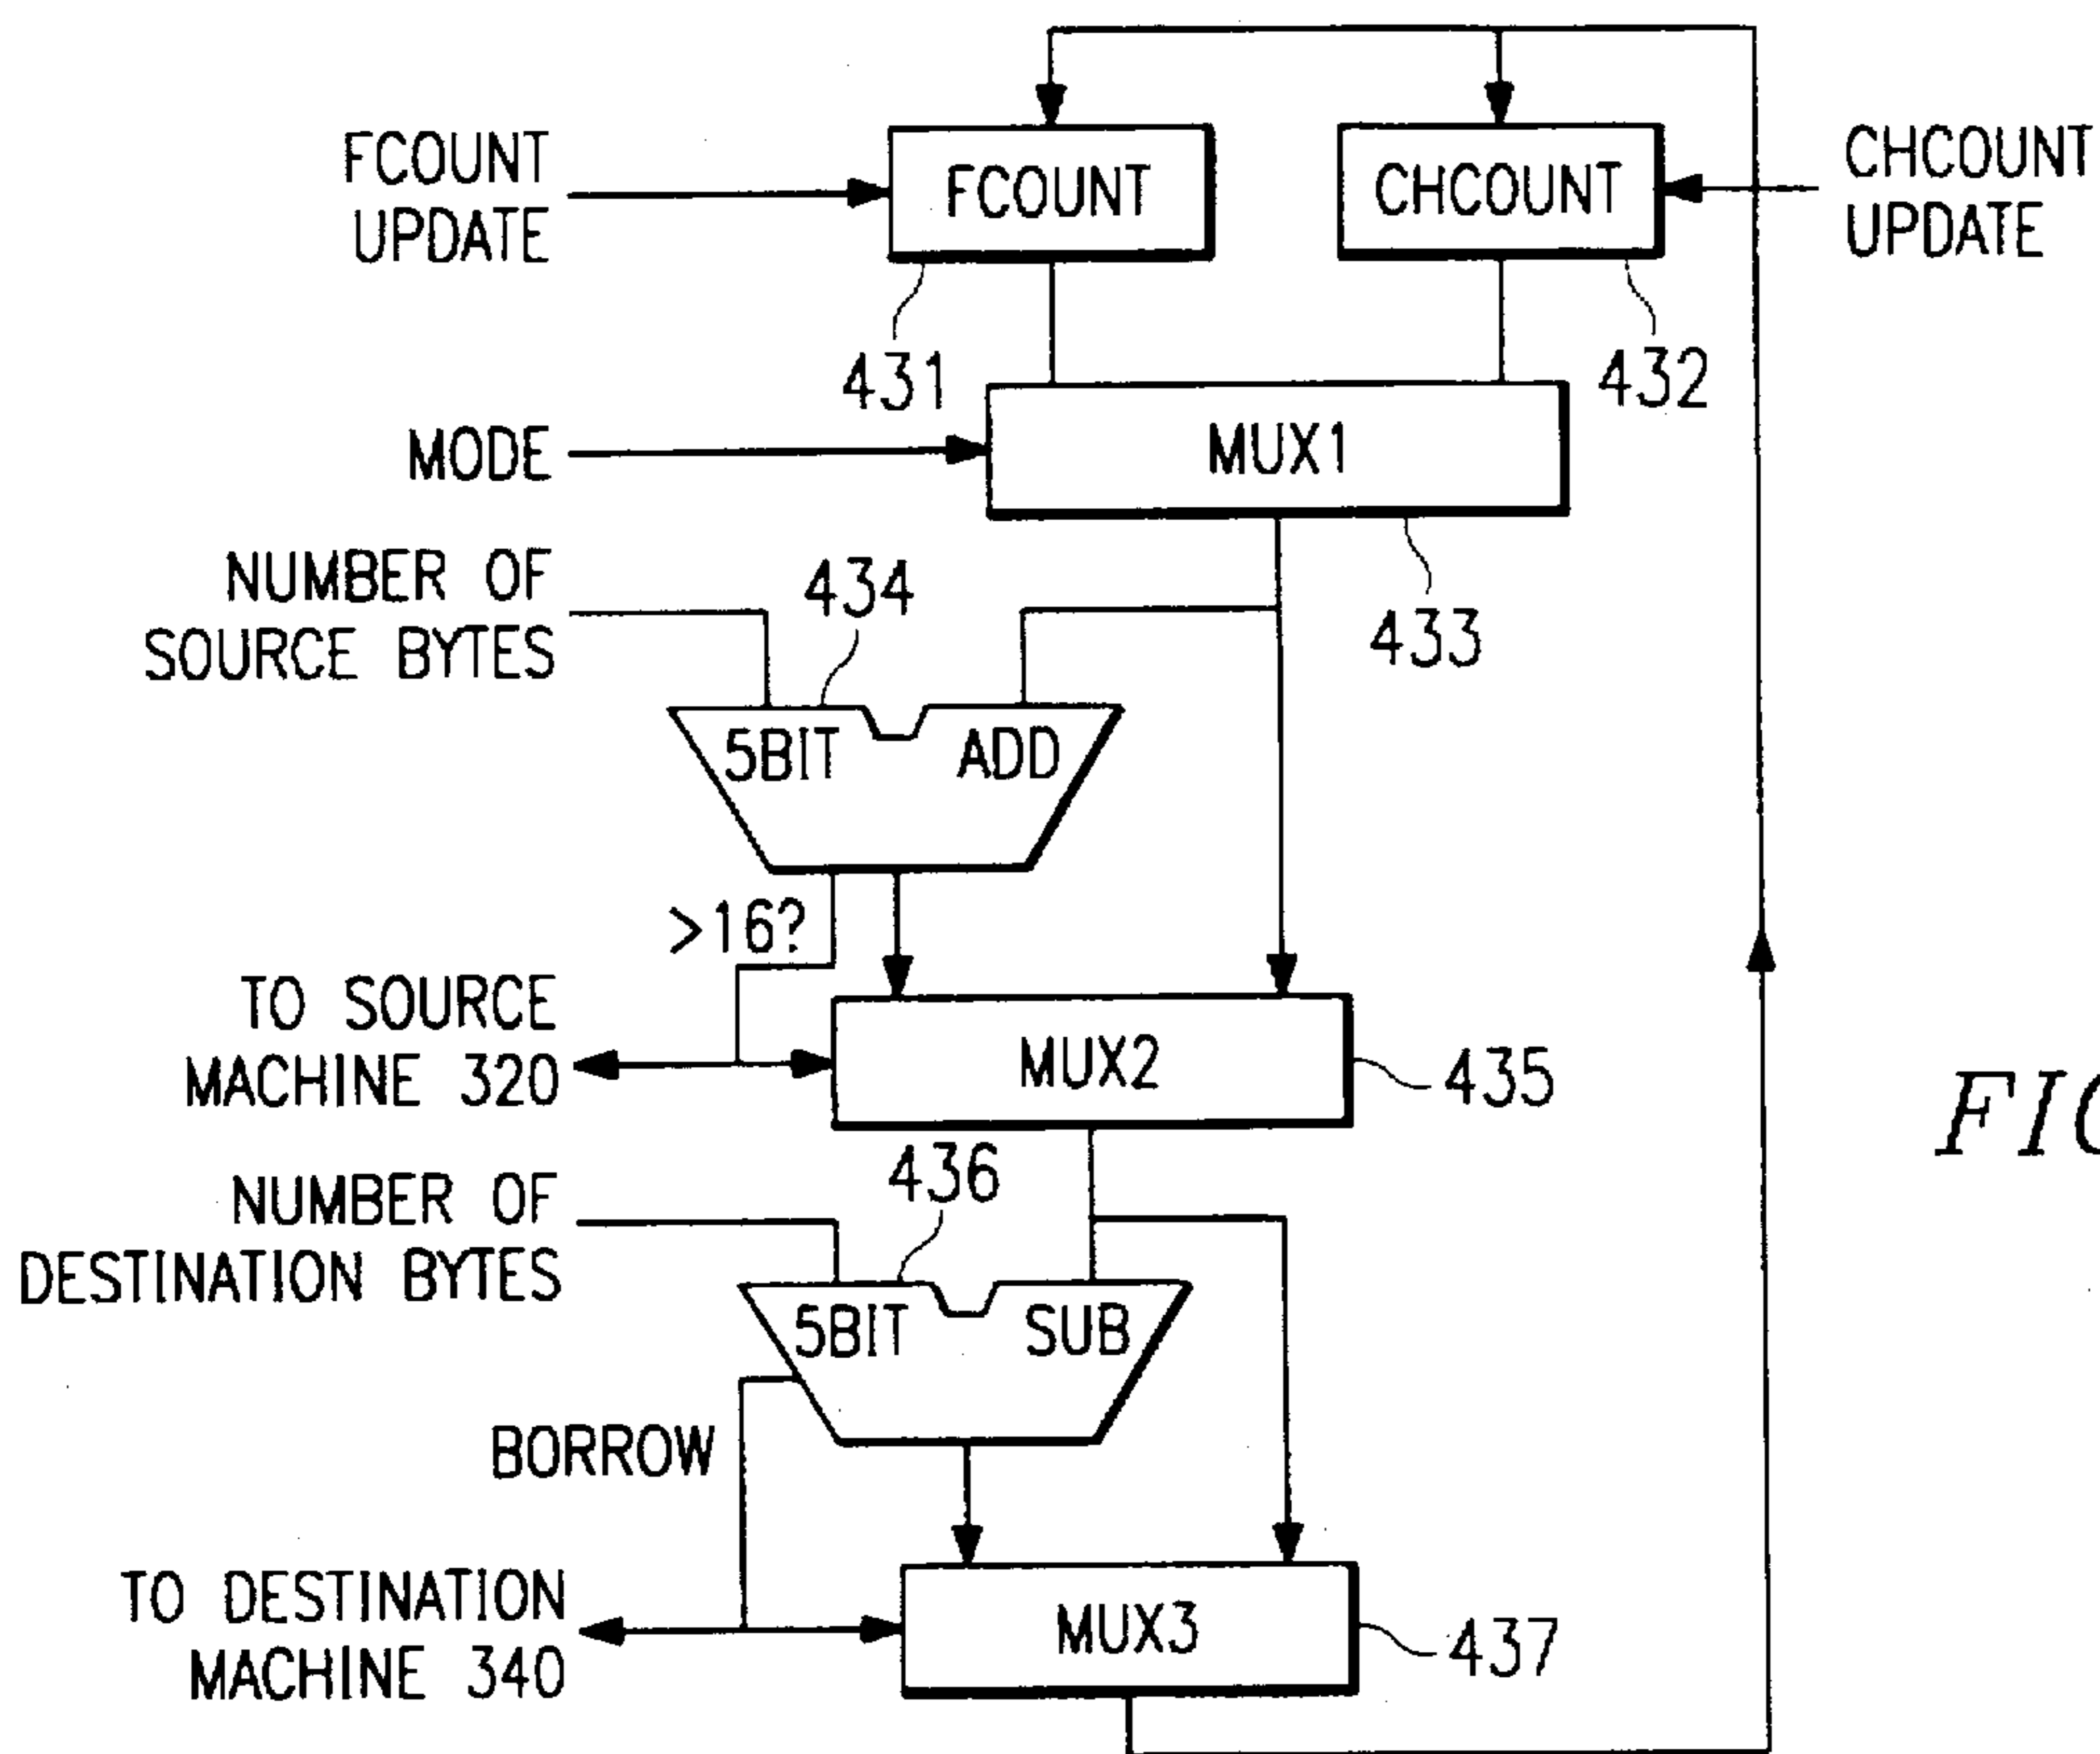 FCOUNT
UPDATE
FCOUNT
CHCOUNT
CHCOUNT
UPDATE
431
432
MODE
MUX1
NUMBER OF
SOURCE BYTES
434
433
5BIT ADD
>16?
TO SOURCE
MACHINE 320
MUX2
435
NUMBER OF
DESTINATION BYTES
436
5BIT SUB
BORROW
TO DESTINATION
MACHINE 340
MUX3
437